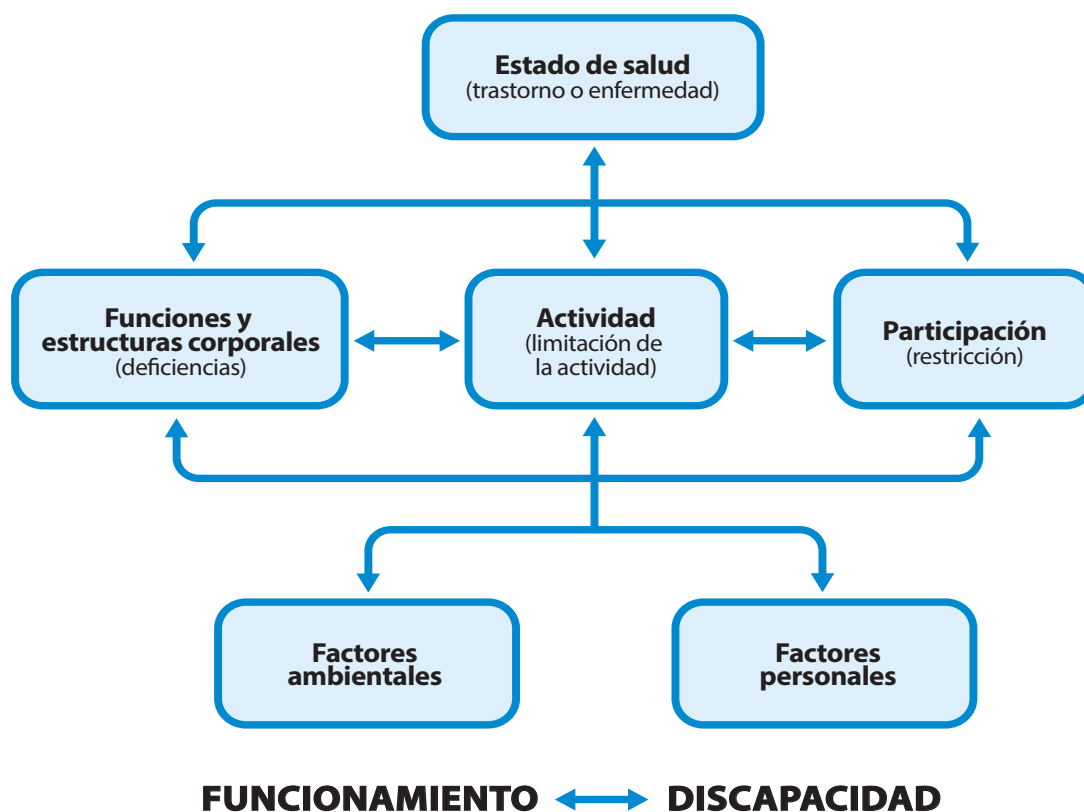 Estado de salud
(trastorno o enfermedad)
Funciones y
estructuras corporales
(deficiencias)
Actividad
(limitación de
la actividad)
Participación
(restricción)
Factores
ambientales
Factores
personales
FUNCIONAMIENTO DISCAPACIDAD